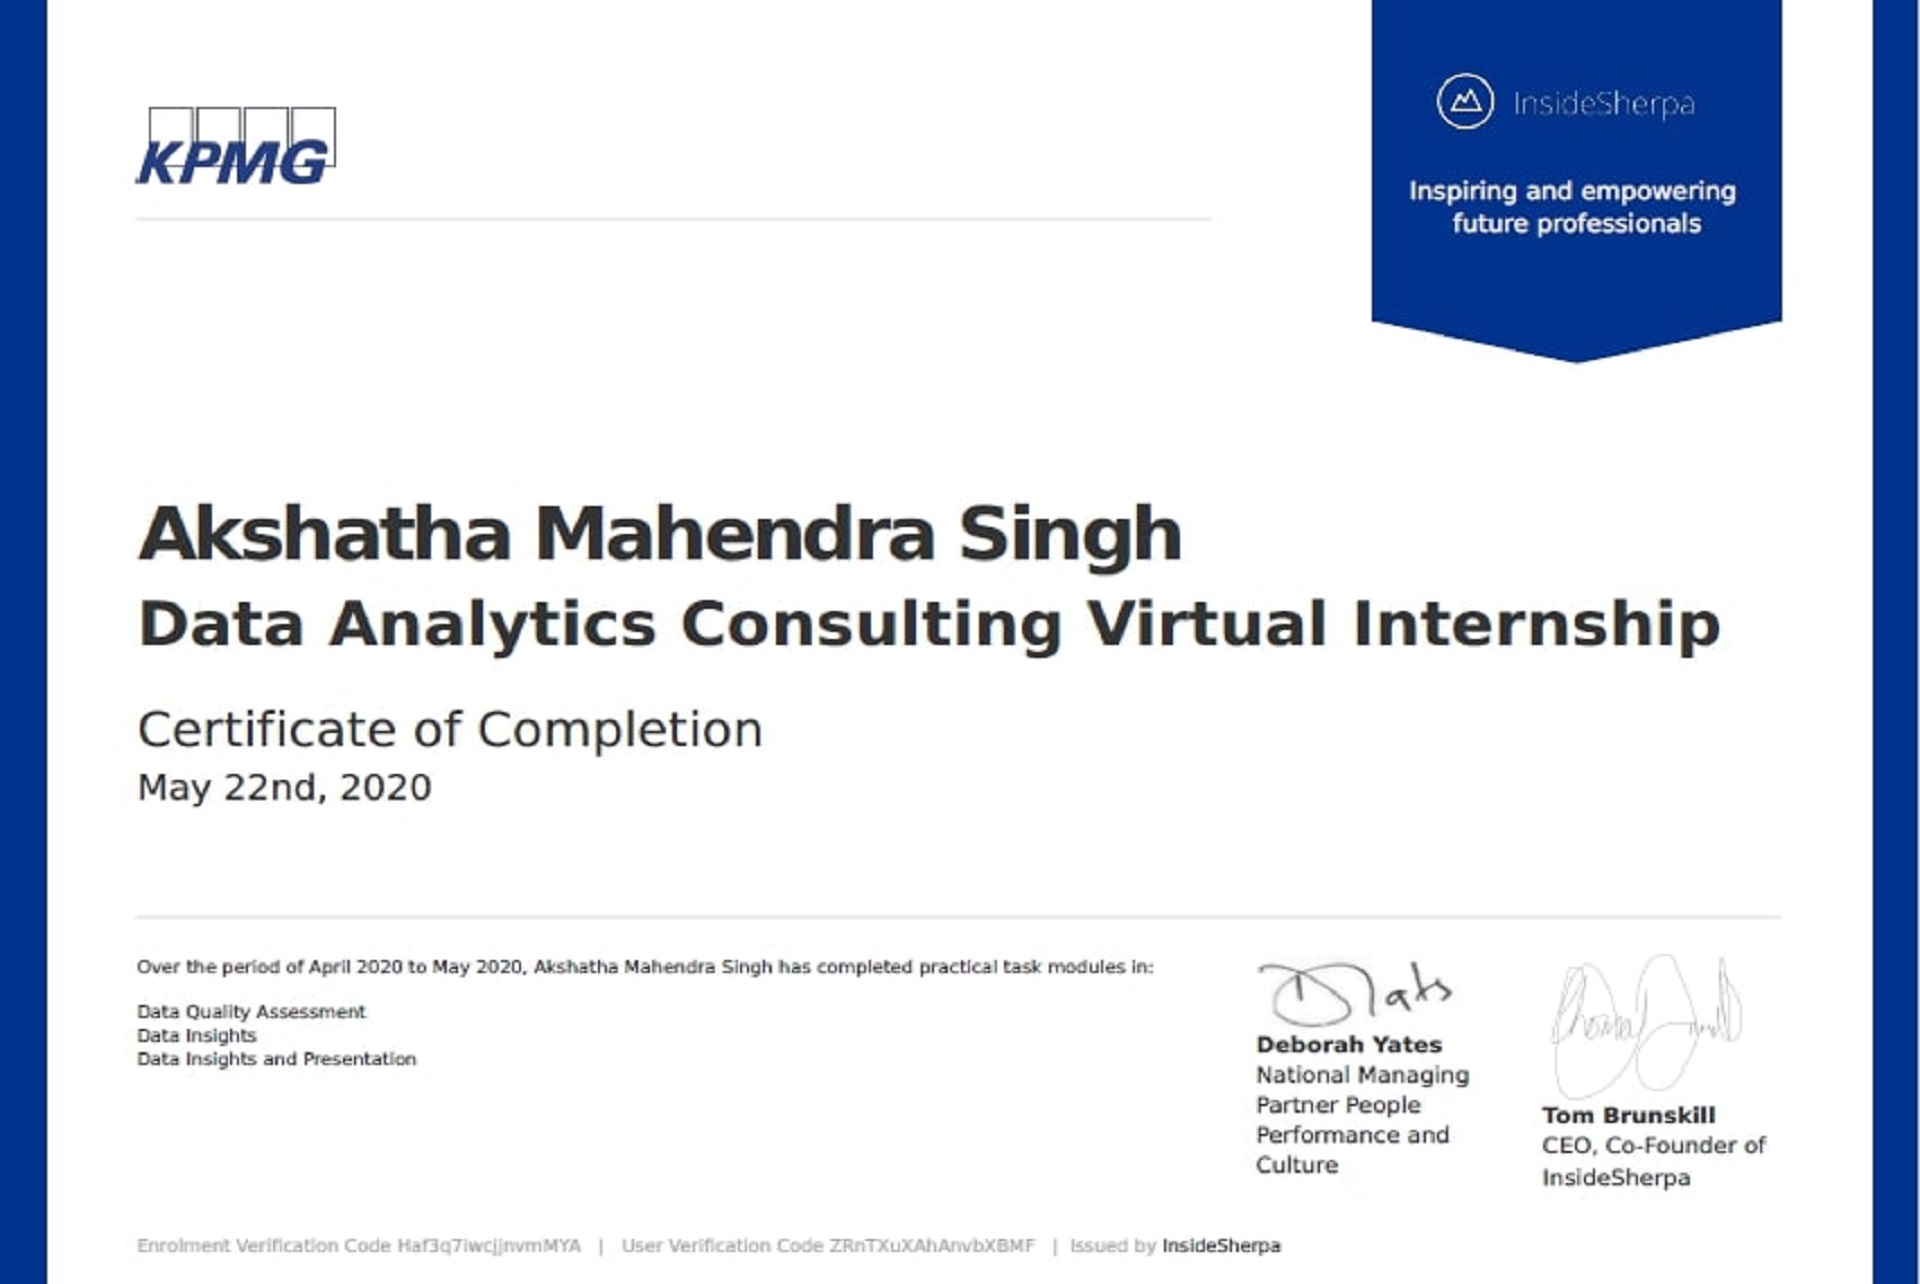 KPMG
InsideSherpa
Inspiring and empowering
future professionals
Akshatha Mahendra Singh
Data Analytics Consulting Virtual Internship
Certificate of Completion
May 22nd, 2020
Over the period of April 2020 to May 2020, Akshatha Mahendra Singh has completed practical task modules in:
Data Quality Assessment
Data Insights
Data Insights and Presentation
Deborah Yates
National Managing
Partner People
Performance and
Culture
Tom Brunskill
CEO, Co-Founder of
InsideSherpa
Enrolment Verification Code Haf3q7iwcjjnvmMYA | User Verification Code ZRnTXuXAhAnvbXBMF | Issued by InsideSherpa